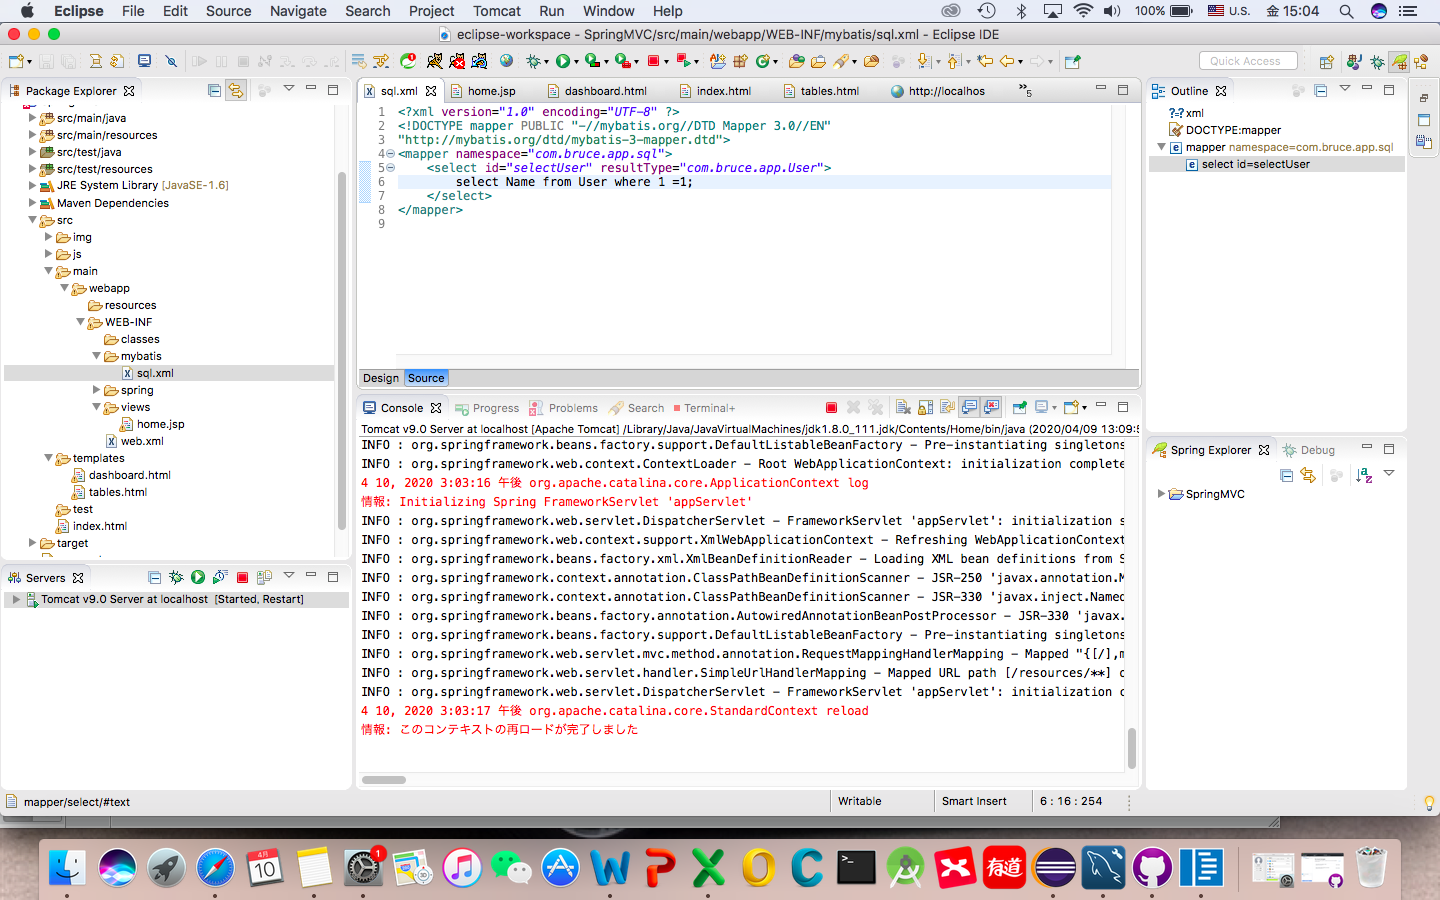 Eclipse File Edit Source Navigate Search Project Tomcat Run Window Help 100% U.S. 金 15:04
eclipse-workspace - SpringMVC/src/main/webapp/WEB-INF/mybatis/sql.xml - Eclipse IDE
Quick Access
Package Explorer
src/main/java
src/main/resources
src/test/java
src/test/resources
JRE System Library [JavaSE-1.6]
Maven Dependencies
src
img
js
main
webapp
resources
WEB-INF
classes
mybatis
sql.xml
spring
views
home.jsp
web.xml
templates
dashboard.html
tables.html
test
index.html
target
Servers
Tomcat v9.0 Server at localhost [Started, Restart]
sql.xml home.jsp dashboard.html index.html tables.html http://localhos »5
1 <?xml version="1.0" encoding="UTF-8" ?>
2 <!DOCTYPE mapper PUBLIC "-//mybatis.org//DTD Mapper 3.0//EN"
3 "http://mybatis.org/dtd/mybatis-3-mapper.dtd">
4 <mapper namespace="com.bruce.app.sql">
5 <select id="selectUser" resultType="com.bruce.app.User">
6 select Name from User where 1 =1;
7 </select>
8 </mapper>
9
Design Source
Console Progress Problems Search Terminal+
Tomcat v9.0 Server at localhost [Apache Tomcat] /Library/Java/JavaVirtualMachines/jdk1.8.0_111.jdk/Contents/Home/bin/java (2020/04/09 13:09:5
INFO : org.springframework.beans.factory.support.DefaultListableBeanFactory - Pre-instantiating singletons
INFO : org.springframework.web.context.ContextLoader - Root WebApplicationContext: initialization complete
4 10, 2020 3:03:16 午後 org.apache.catalina.core.ApplicationContext log
情報: Initializing Spring FrameworkServlet 'appServlet'
INFO : org.springframework.web.servlet.DispatcherServlet - FrameworkServlet 'appServlet': initialization s
INFO : org.springframework.web.context.support.XmlWebApplicationContext - Refreshing WebApplicationContext
INFO : org.springframework.beans.factory.xml.XmlBeanDefinitionReader - Loading XML bean definitions from S
INFO : org.springframework.context.annotation.ClassPathBeanDefinitionScanner - JSR-250 'javax.annotation.M
INFO : org.springframework.context.annotation.ClassPathBeanDefinitionScanner - JSR-330 'javax.inject.Named
INFO : org.springframework.beans.factory.annotation.AutowiredAnnotationBeanPostProcessor - JSR-330 'javax.
INFO : org.springframework.beans.factory.support.DefaultListableBeanFactory - Pre-instantiating singletons
INFO : org.springframework.web.servlet.mvc.method.annotation.RequestMappingHandlerMapping - Mapped "{[/],m
INFO : org.springframework.web.servlet.handler.SimpleUrlHandlerMapping - Mapped URL path [/resources/**] o
INFO : org.springframework.web.servlet.DispatcherServlet - FrameworkServlet 'appServlet': initialization c
4 10, 2020 3:03:17 午後 org.apache.catalina.core.StandardContext reload
情報: このコンテキストの再ロードが完了しました
Outline
xml
DOCTYPE:mapper
mapper namespace=com.bruce.app.sql
select id=selectUser
Spring Explorer Debug
SpringMVC
mapper/select/#text Writable Smart Insert 6 : 16 : 254
4月
10
1
3D
有道